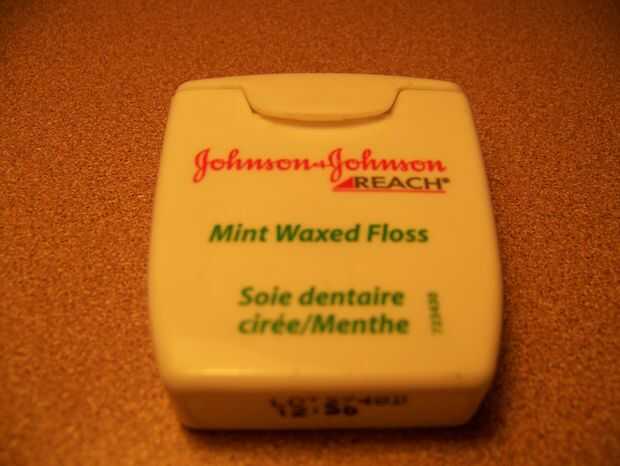 Johnson+Johnson
REACH®
Mint Waxed Floss
Soie dentaire
cirée/Menthe